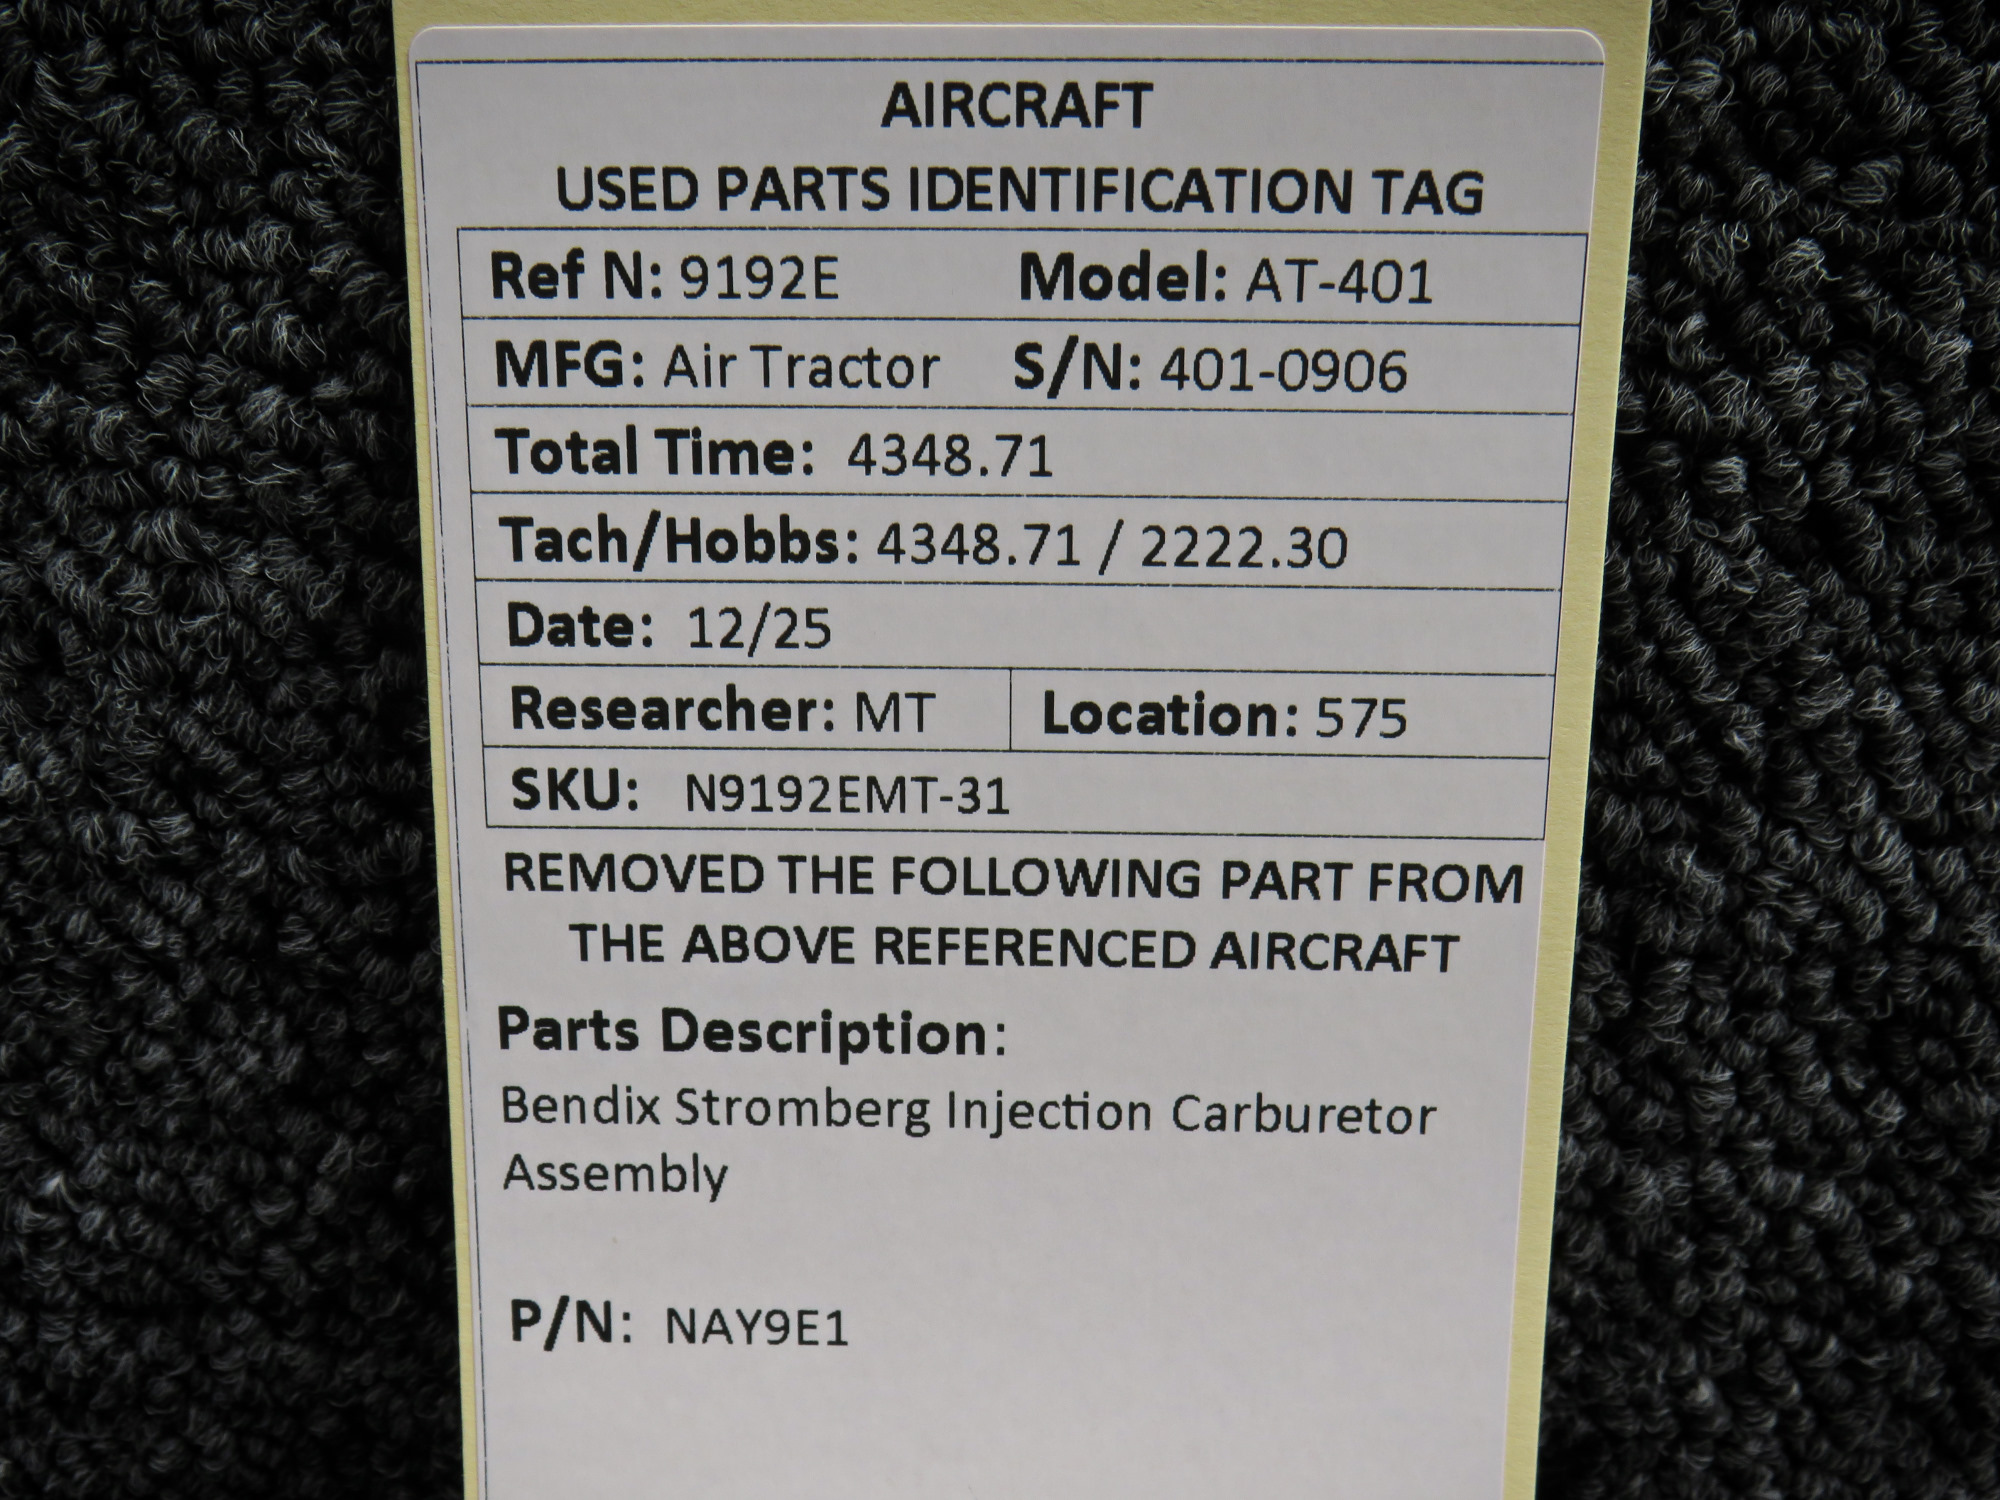 AIRCRAFT
USED PARTS IDENTIFICATION TAG
Ref N: 9192E Model: AT-401
MFG: Air Tractor S/N: 401-0906
Total Time: 4348.71
Tach/Hobbs: 4348.71 / 2222.30
Date: 12/25
Researcher: MT Location: 575
SKU: N9192EMT-31
REMOVED THE FOLLOWING PART FROM
THE ABOVE REFERENCED AIRCRAFT
Parts Description:
Bendix Stromberg Injection Carburetor
Assembly
P/N: NAY9E1